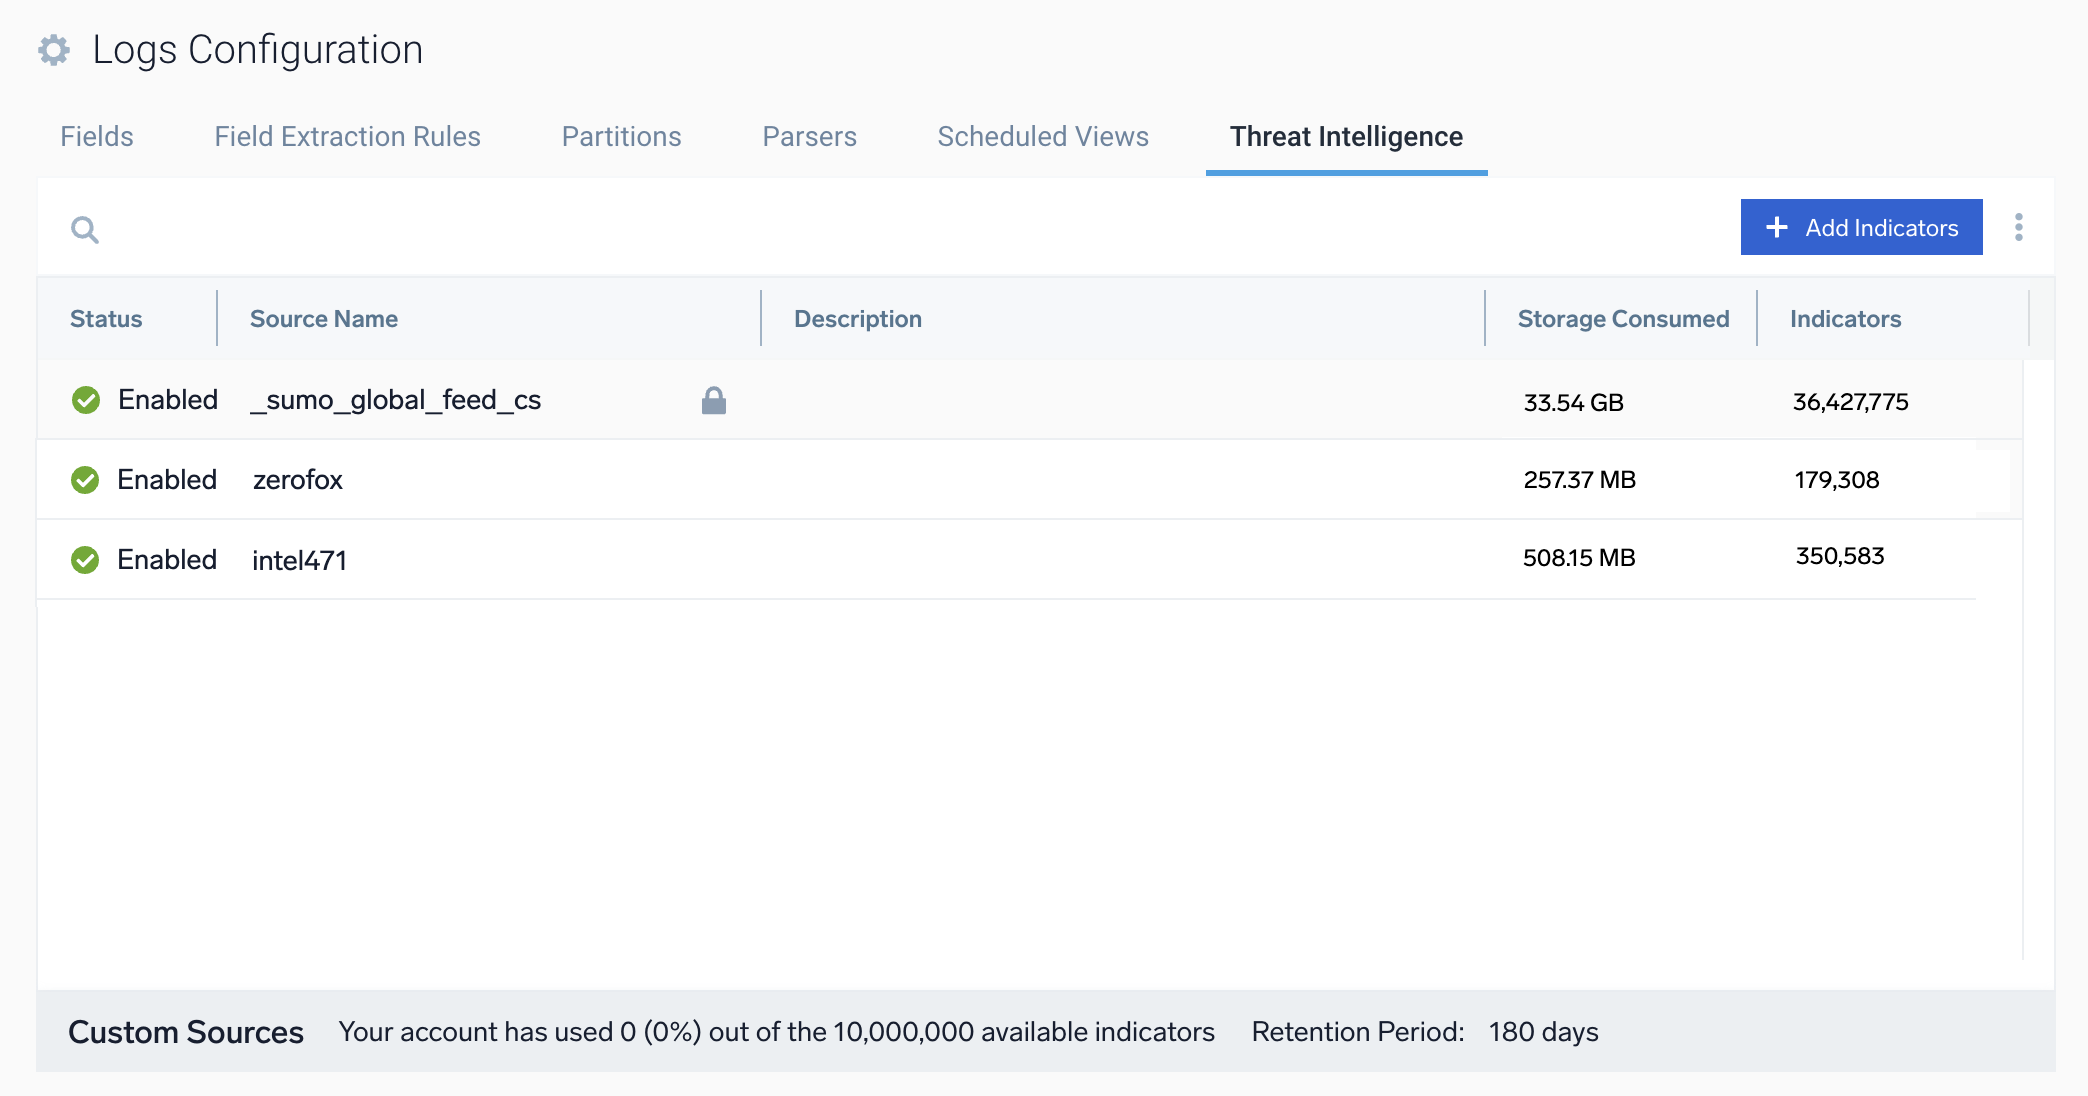 Logs Configuration
Fields Field Extraction Rules Partitions Parsers Scheduled Views Threat Intelligence
Add Indicators
Status Source Name Description Storage Consumed Indicators
Enabled _sumo_global_feed_cs 33.54 GB 36,427,775
Enabled zerofox 257.37 MB 179,308
Enabled intel471 508.15 MB 350,583
Custom Sources Your account has used 0 (0%) out of the 10,000,000 available indicators Retention Period: 180 days